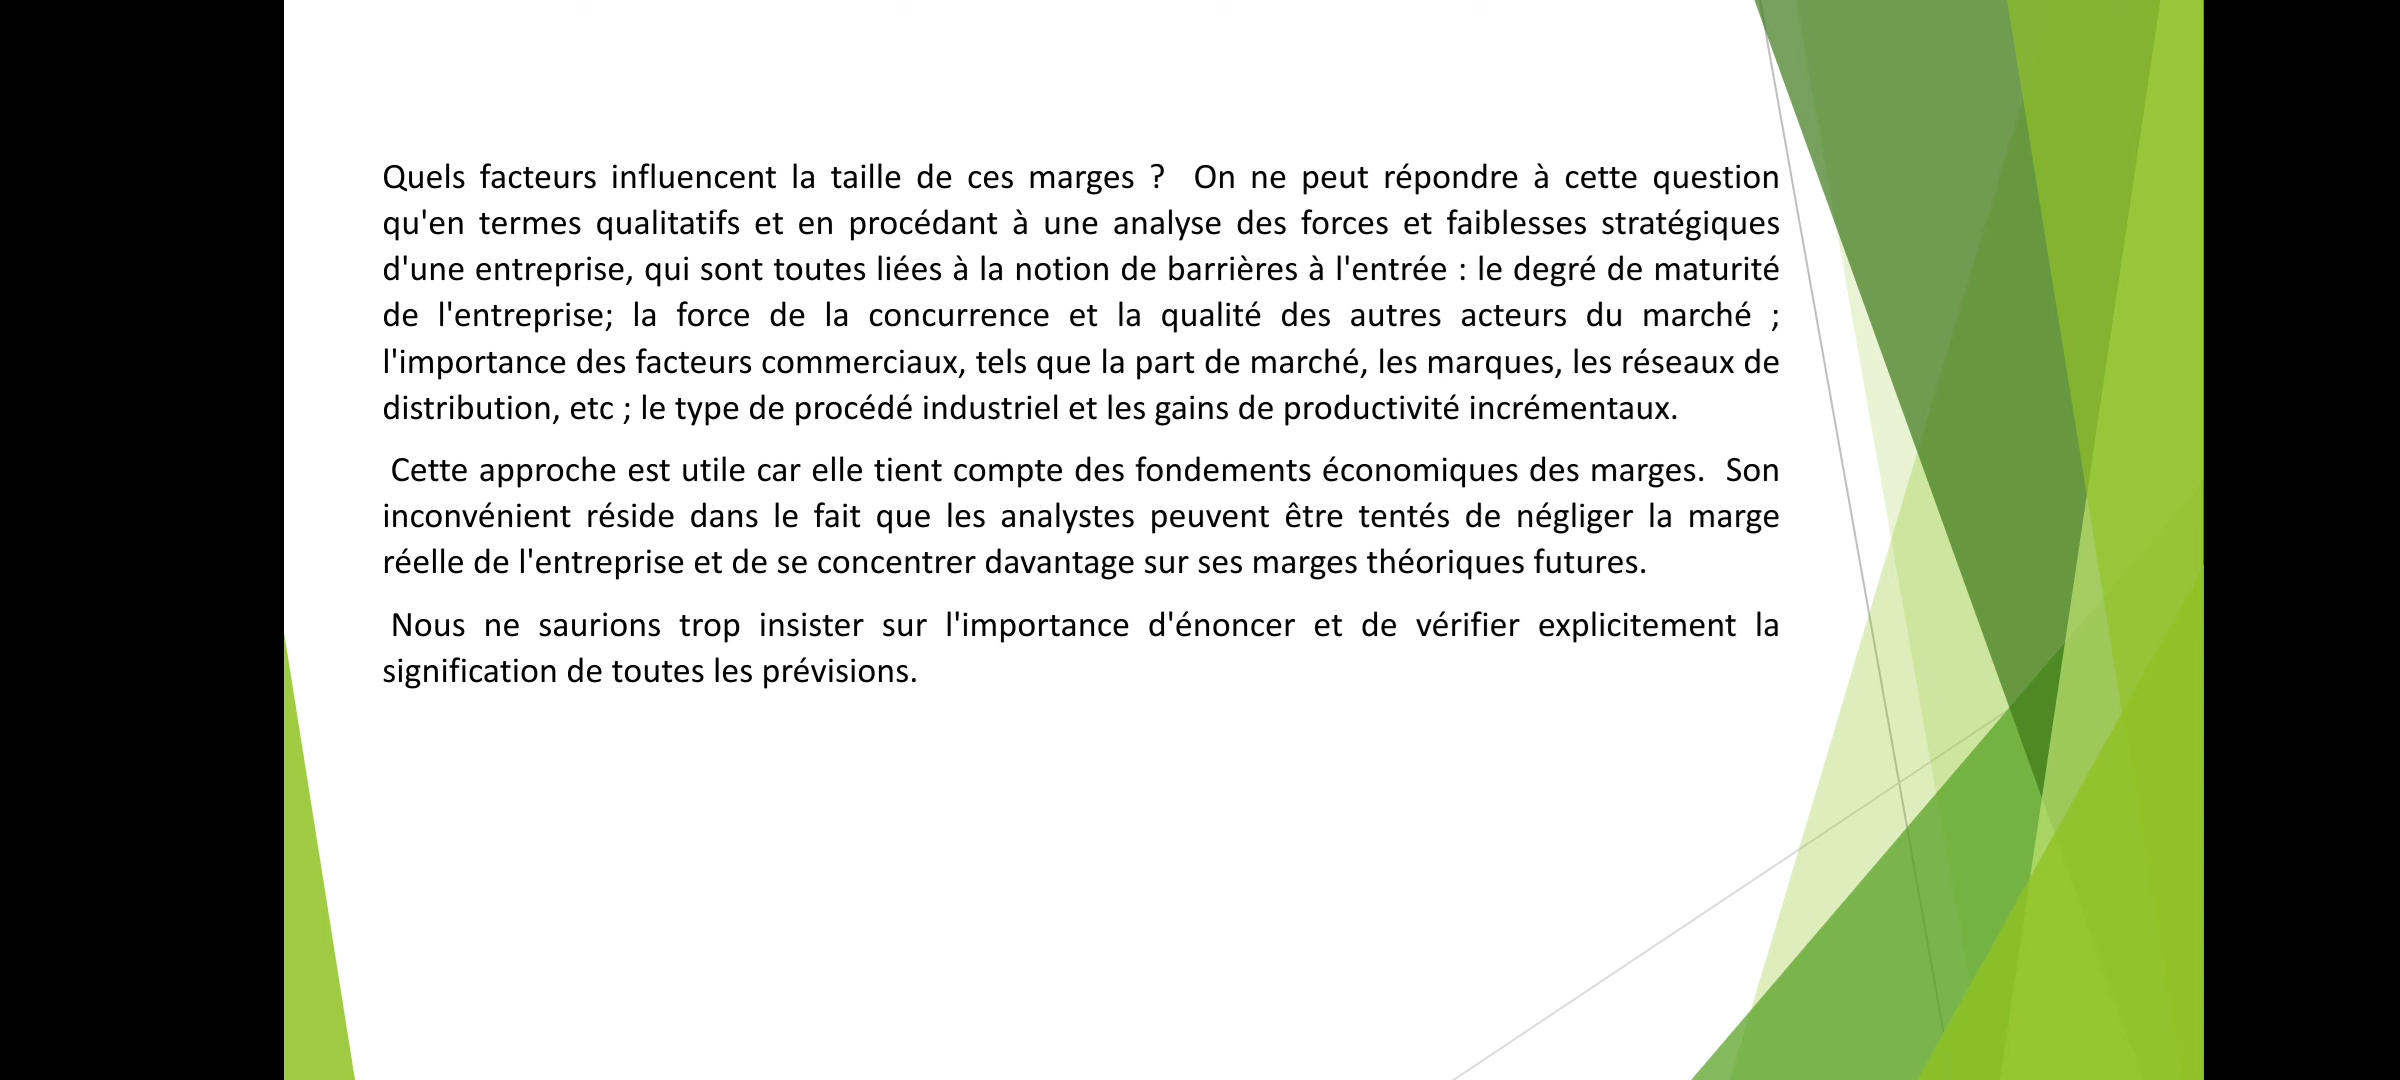 Quels facteurs influencent la taille de ces marges ?  On ne peut répondre à cette question
qu'en termes qualitatifs et en procédant à une analyse des forces et faiblesses stratégiques
d'une entreprise, qui sont toutes liées à la notion de barrières à l'entrée : le degré de maturité
de l'entreprise; la force de la concurrence et la qualité des autres acteurs du marché ;
l'importance des facteurs commerciaux, tels que la part de marché, les marques, les réseaux de
distribution, etc ; le type de procédé industriel et les gains de productivité incrémentaux.
Cette approche est utile car elle tient compte des fondements économiques des marges.  Son
inconvénient réside dans le fait que les analystes peuvent être tentés de négliger la marge
réelle de l'entreprise et de se concentrer davantage sur ses marges théoriques futures.
Nous ne saurions trop insister sur l'importance d'énoncer et de vérifier explicitement la
signification de toutes les prévisions.